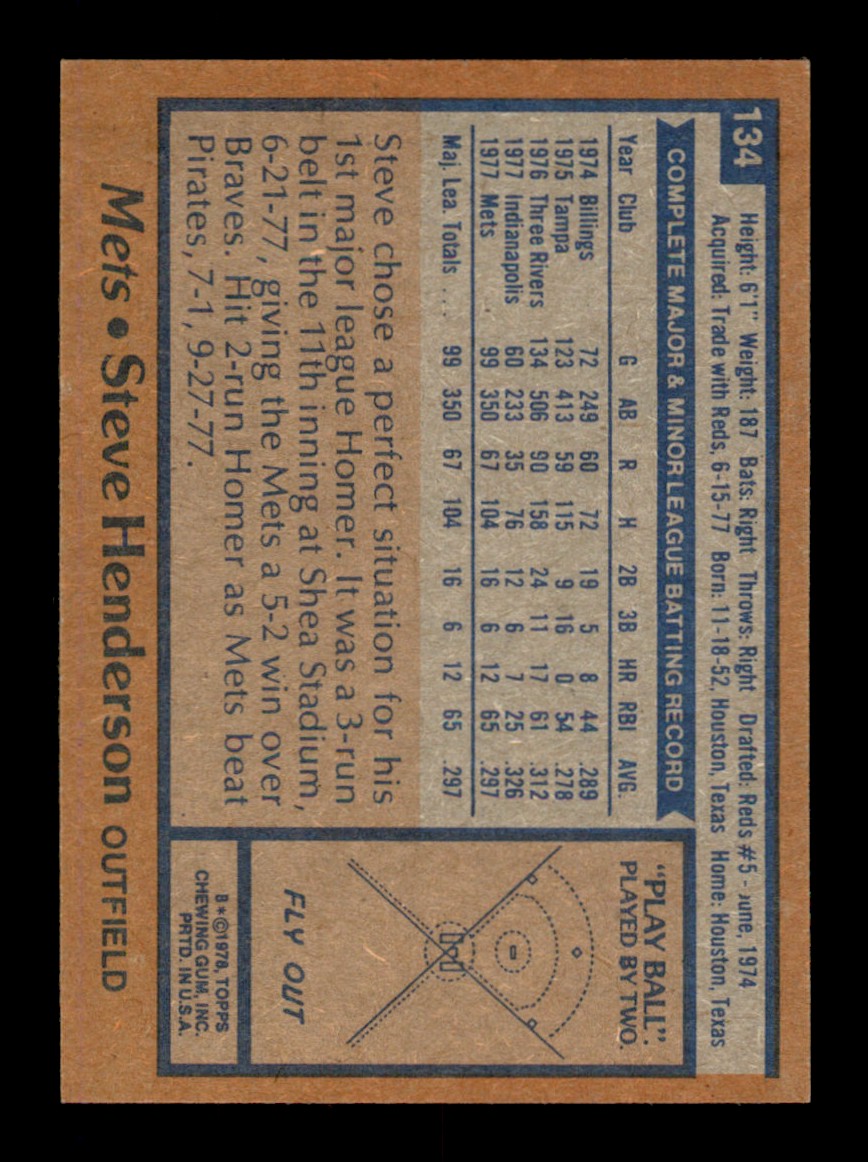 134
Height: 6'1" Weight: 187 Bats: Right Throws: Right Drafted: Reds #5 - June, 1974
Acquired: Trade with Reds, 6-15-77 Born: 11-18-52, Houston, Texas Home: Houston, Texas
COMPLETE MAJOR & MINOR LEAGUE BATTING RECORD
Year Club G AB R H 2B 3B HR RBI AVG.
1974 Billings 72 249 60 72 19 5 8 44 .289
1975 Tampa 123 413 59 115 9 16 0 54 .278
1976 Three Rivers 134 506 90 158 24 11 17 61 .312
1977 Indianapolis 60 233 35 76 12 6 7 25 .326
1977 Mets 99 350 67 104 16 6 12 65 .297
Maj. Lea. Totals . . . 99 350 67 104 16 6 12 65 .297
Steve chose a perfect situation for his
1st major league Homer. It was a 3-run
belt in the 11th inning at Shea Stadium,
6-21-77, giving the Mets a 5-2 win over
Braves. Hit 2-run Homer as Mets beat
Pirates, 7-1, 9-27-77.
"PLAY BALL".
PLAYED BY TWO.
FLY OUT
B*©1978, TOPPS
CHEWING GUM, INC.
PRTD. IN U.S.A.
Mets • Steve Henderson OUTFIELD